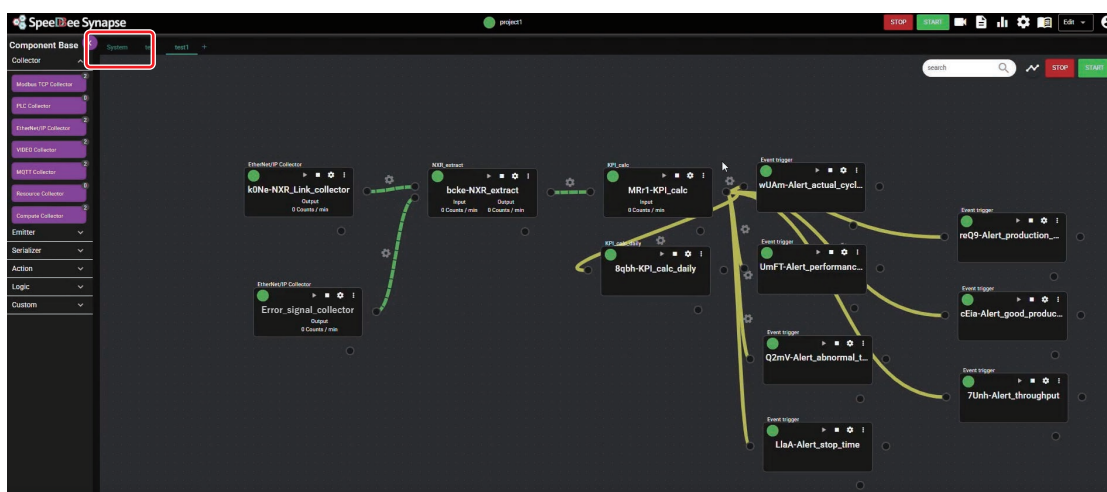 SpeeDBee Synapse
project1
STOP
START
Edit
Component Base
System
test1
+
Collector
search
STOP
START
Modbus TCP Collector
2
PLC Collector
EtherNet/IP Collector
2
VIDEO Collector
2
MQTT Collector
2
Resource Collector
Compute Collector
2
Emitter
Serializer
Action
Logic
Custom
EtherNet/IP Collector
k0Ne-NXR_Link_collector
Output
0 Counts / min
NXR_extract
bcke-NXR_extract
Input Output
0 Counts / min 0 Counts / min
KPI_calc
MRr1-KPI_calc
Input
0 Counts / min
Event trigger
wUAm-Alert_actual_cycl...
Event trigger
reQ9-Alert_production_...
KPI_calc_daily
8qbh-KPI_calc_daily
Event trigger
UmFT-Alert_performanc...
EtherNet/IP Collector
Error_signal_collector
Output
0 Counts / min
Event trigger
cEia-Alert_good_produc...
Event trigger
Q2mV-Alert_abnormal_t...
Event trigger
7Unh-Alert_throughput
Event trigger
LlaA-Alert_stop_time